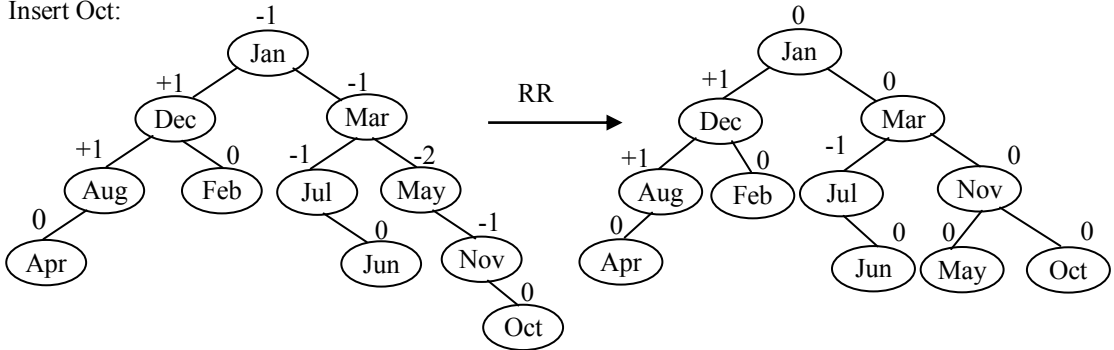 Insert Oct:
-1 0
Jan Jan
+1 -1 RR +1 0
Dec Mar Dec Mar
+1 0 -1 -2 +1 0 -1 0
Aug Feb Jul May Aug Feb Jul Nov
0 0 -1 0 0 0 0
Apr Jun Nov Apr Jun May Oct
0
Oct